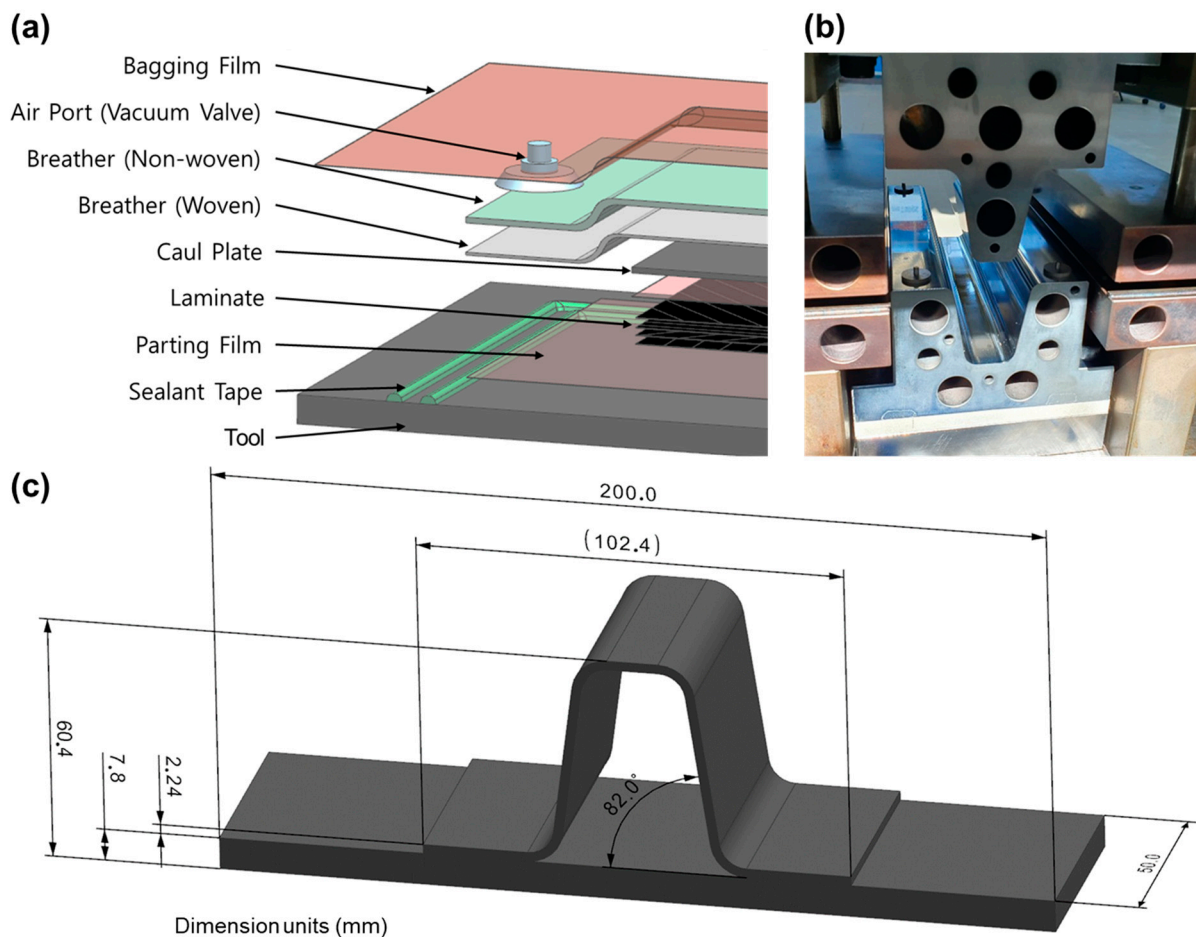 (a)
Bagging Film
Air Port (Vacuum Valve)
Breather (Non-woven)
Breather (Woven)
Caul Plate
Laminate
Parting Film
Sealant Tape
Tool
(b)
(c)
200.0
(102.4)
60.4
7.8
2.24
82.0°
50.0
Dimension units (mm)